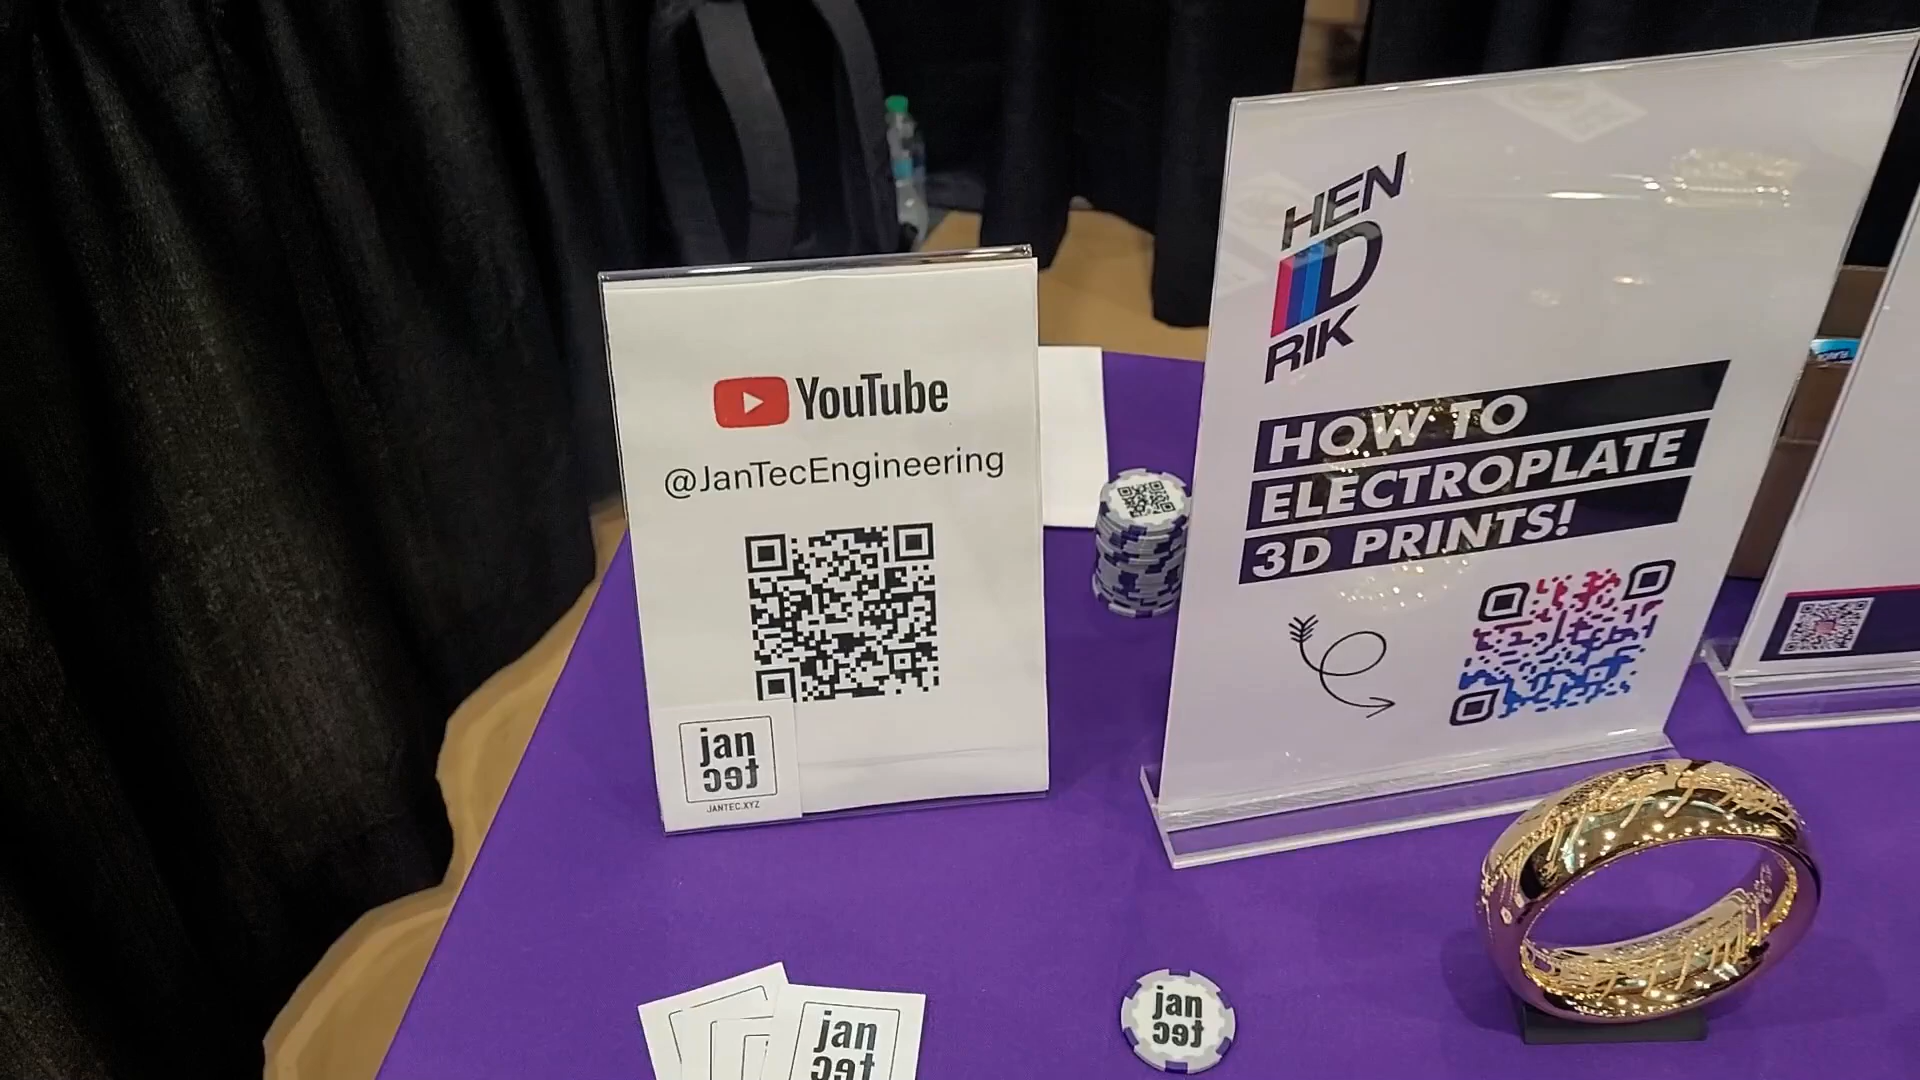 YouTube
@JanTecEngineering
jan
tec
JANTEC.XYZ
HEN
D
RIK
HOW TO
ELECTROPLATE
3D PRINTS!
jan
tec
jan
tec